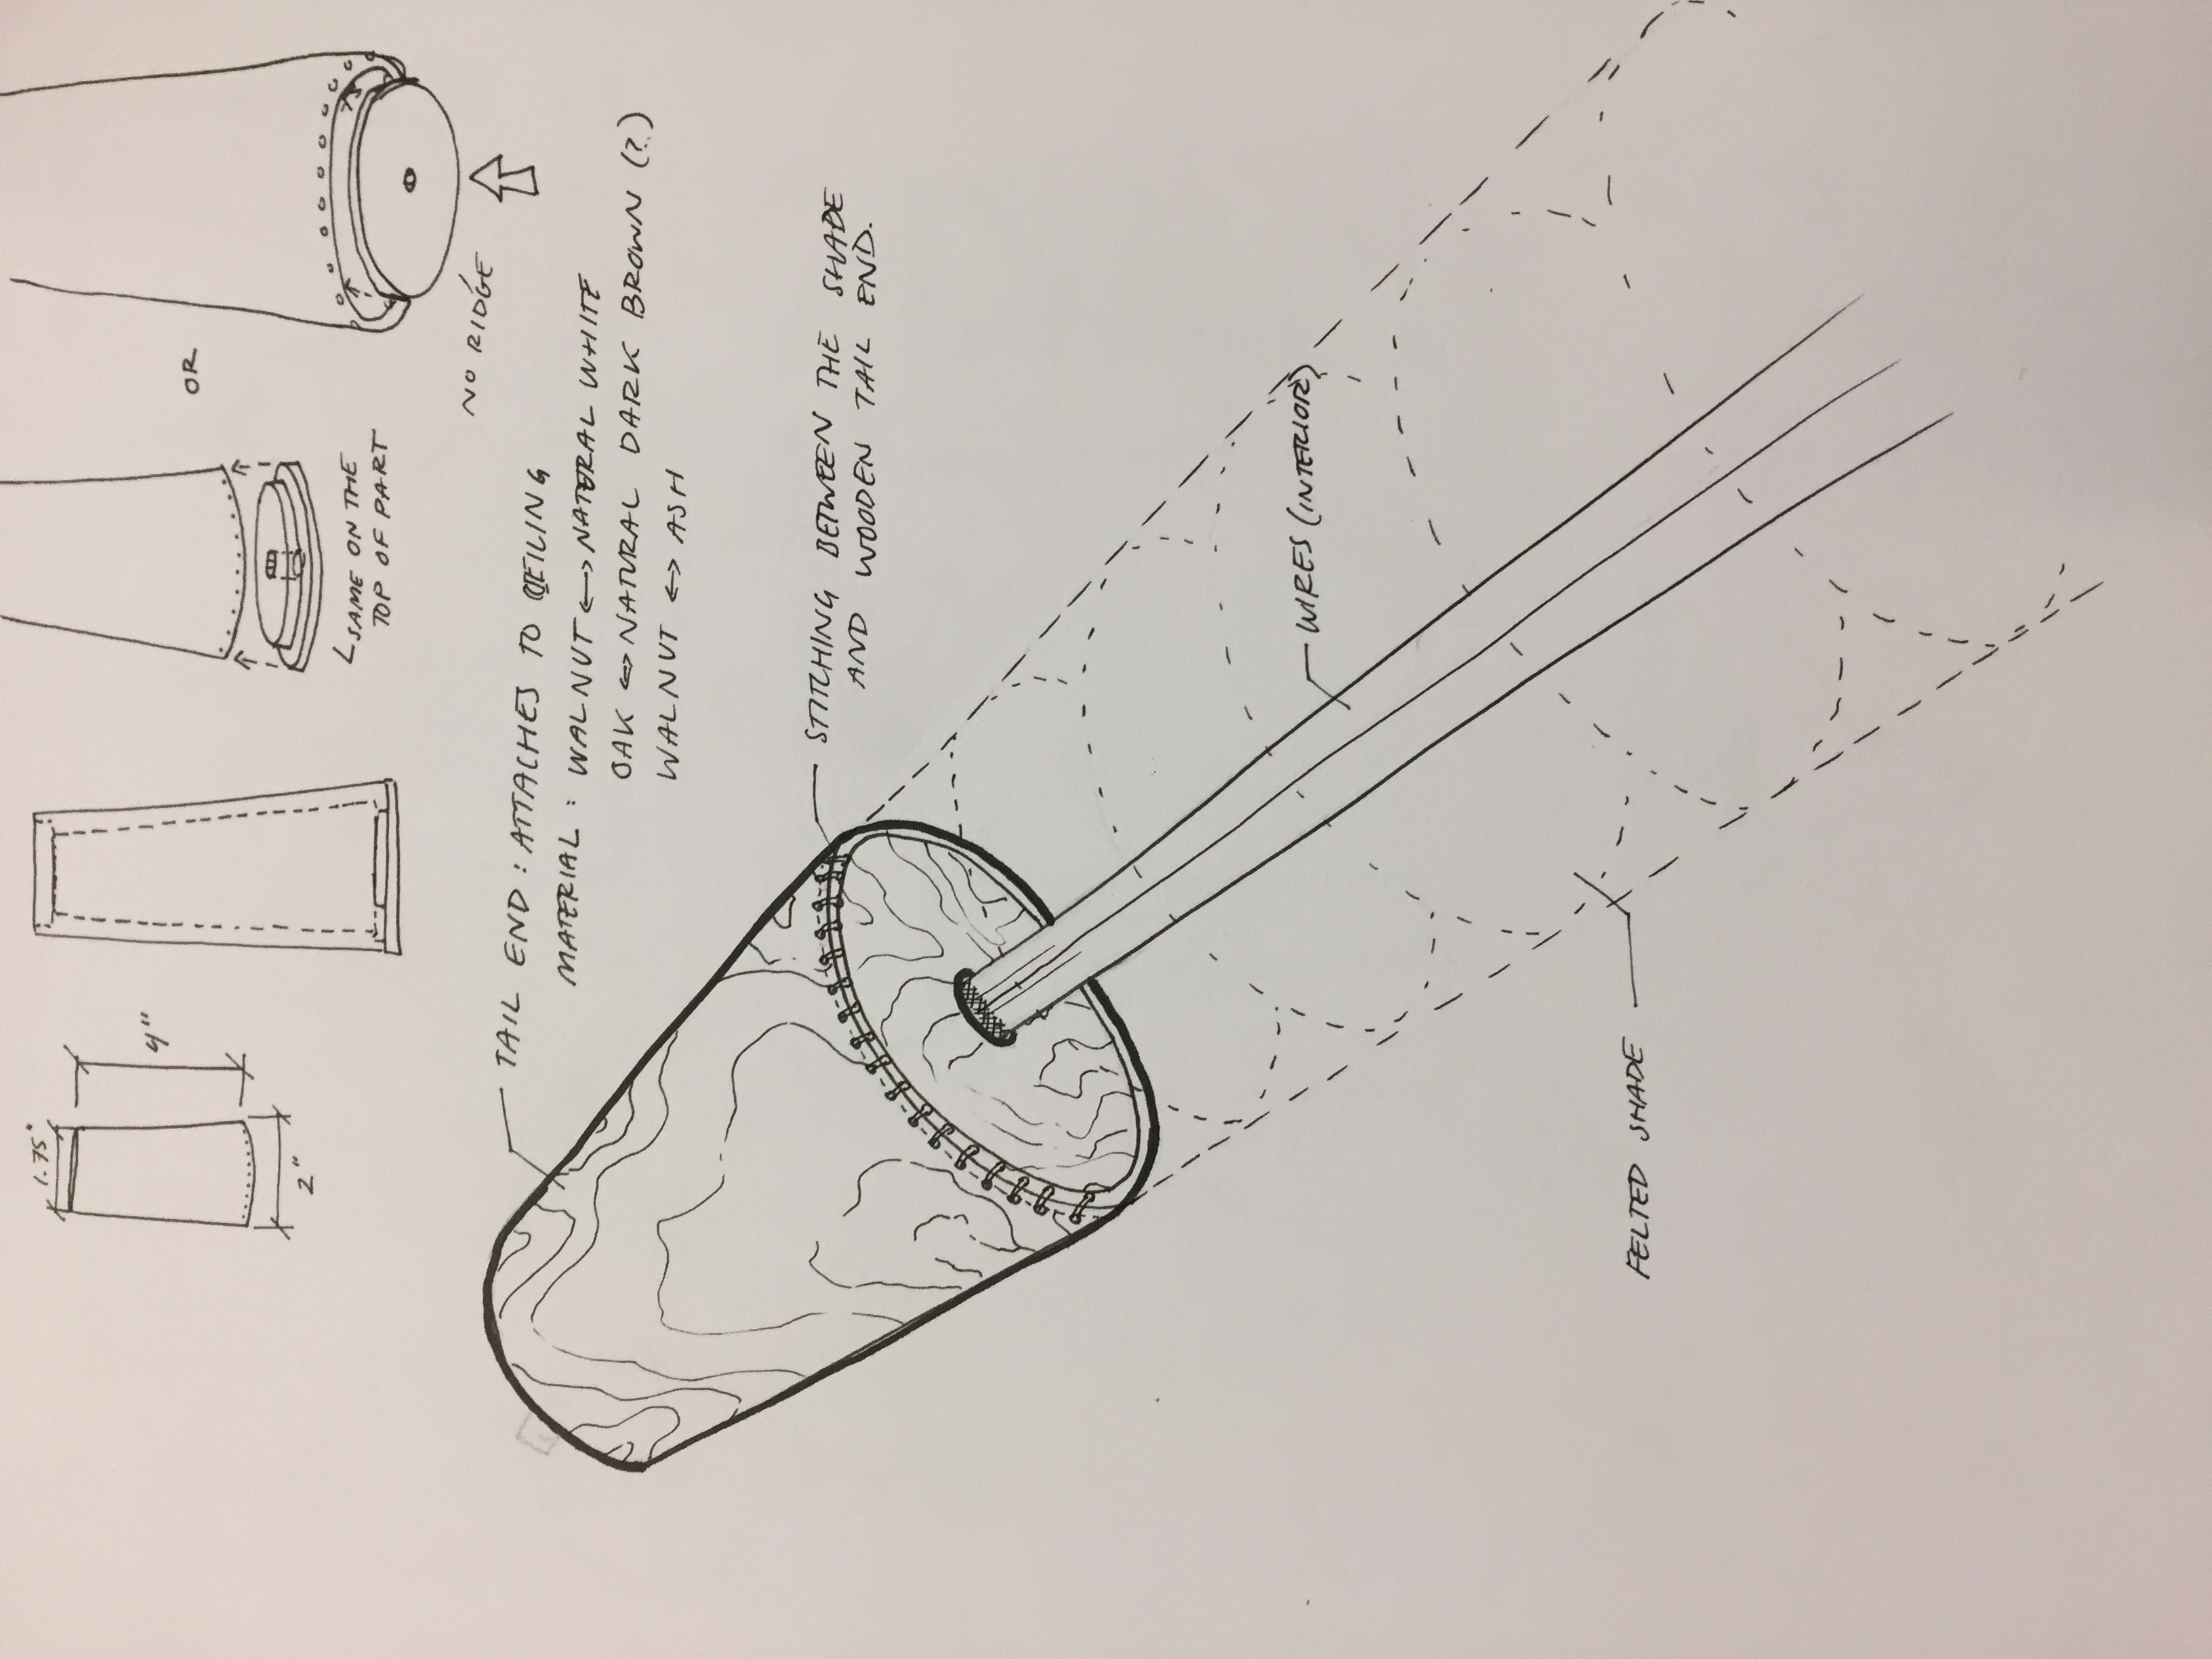 1.75"
4"
2"
OR
SAME ON THE
TOP OF PART
NO RIDGE
TAIL END : ATTACHES TO CEILING
MATERIAL : WALNUT ↔ NATURAL WHITE
OAK ↔ NATURAL DARK BROWN (?)
WALNUT ↔ ASH
STITCHING BETWEEN THE SHADE
AND WOODEN TAIL END.
WIRES (INTERIOR)
FELTED SHADE